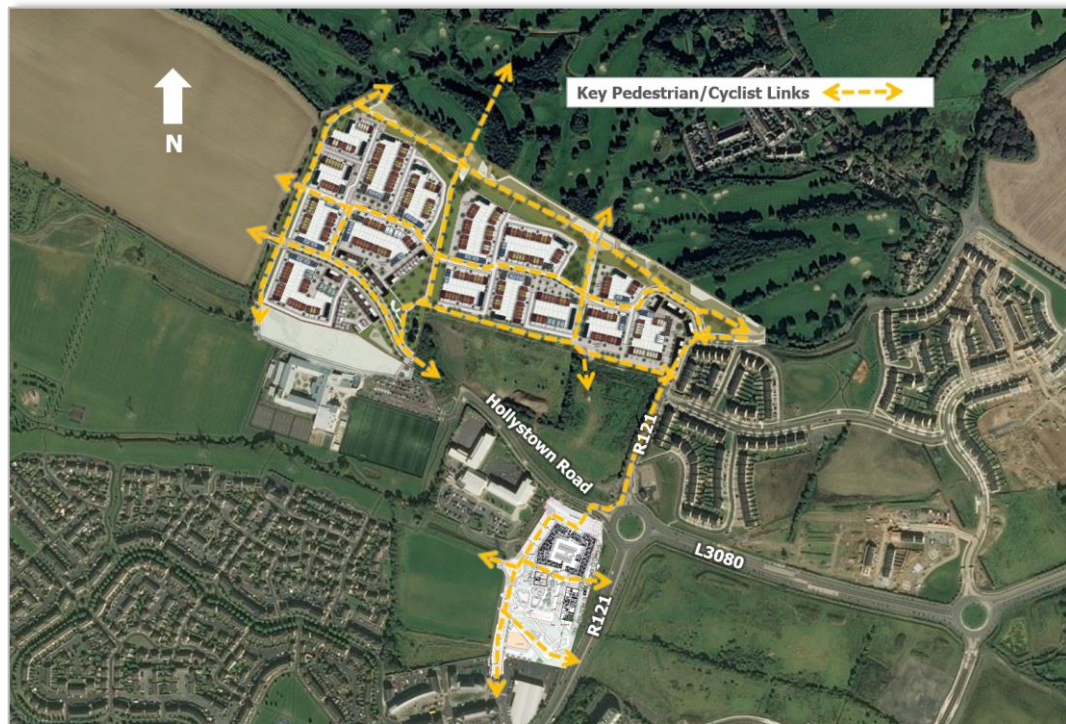 Key Pedestrian/Cyclist Links
N
Hollystown Road
R121
L3080
R121